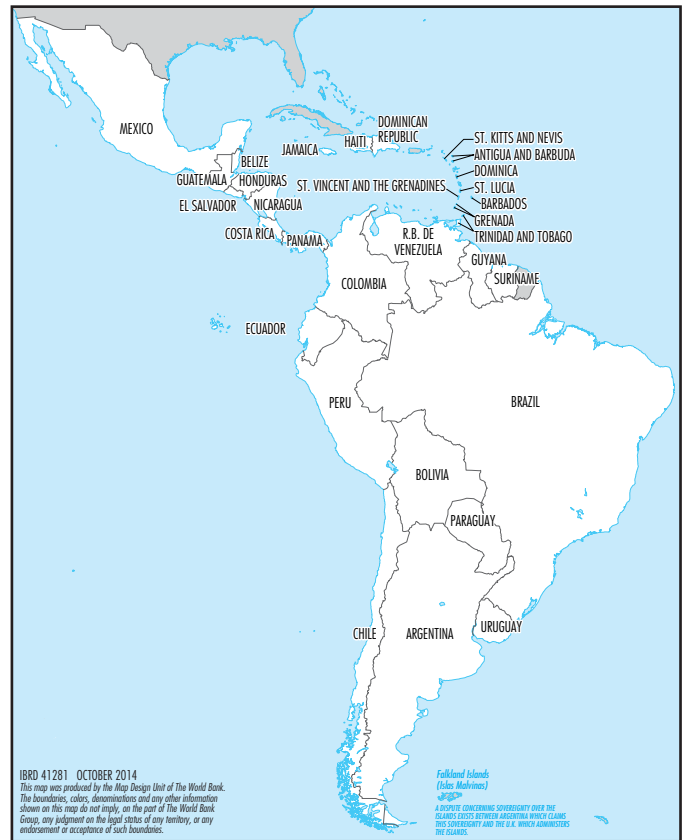 MEXICO
DOMINICAN
REPUBLIC
HAITI
JAMAICA
BELIZE
GUATEMALA
HONDURAS
EL SALVADOR
NICARAGUA
COSTA RICA
PANAMA
ST. KITTS AND NEVIS
ANTIGUA AND BARBUDA
DOMINICA
ST. VINCENT AND THE GRENADINES
ST. LUCIA
BARBADOS
GRENADA
TRINIDAD AND TOBAGO
R.B. DE
VENEZUELA
GUYANA
SURINAME
COLOMBIA
ECUADOR
PERU
BRAZIL
BOLIVIA
PARAGUAY
CHILE
ARGENTINA
URUGUAY
IBRD 41281 OCTOBER 2014
This map was produced by the Map Design Unit of The World Bank.
The boundaries, colors, denominations and any other information
shown on this map do not imply, on the part of The World Bank
Group, any judgment on the legal status of any territory, or any
endorsement or acceptance of such boundaries.
Falkland Islands
(Islas Malvinas)
A DISPUTE CONCERNING SOVEREIGNTY OVER THE
ISLANDS EXISTS BETWEEN ARGENTINA WHICH CLAIMS
THIS SOVEREIGNTY AND THE U.K. WHICH ADMINISTERS
THE ISLANDS.